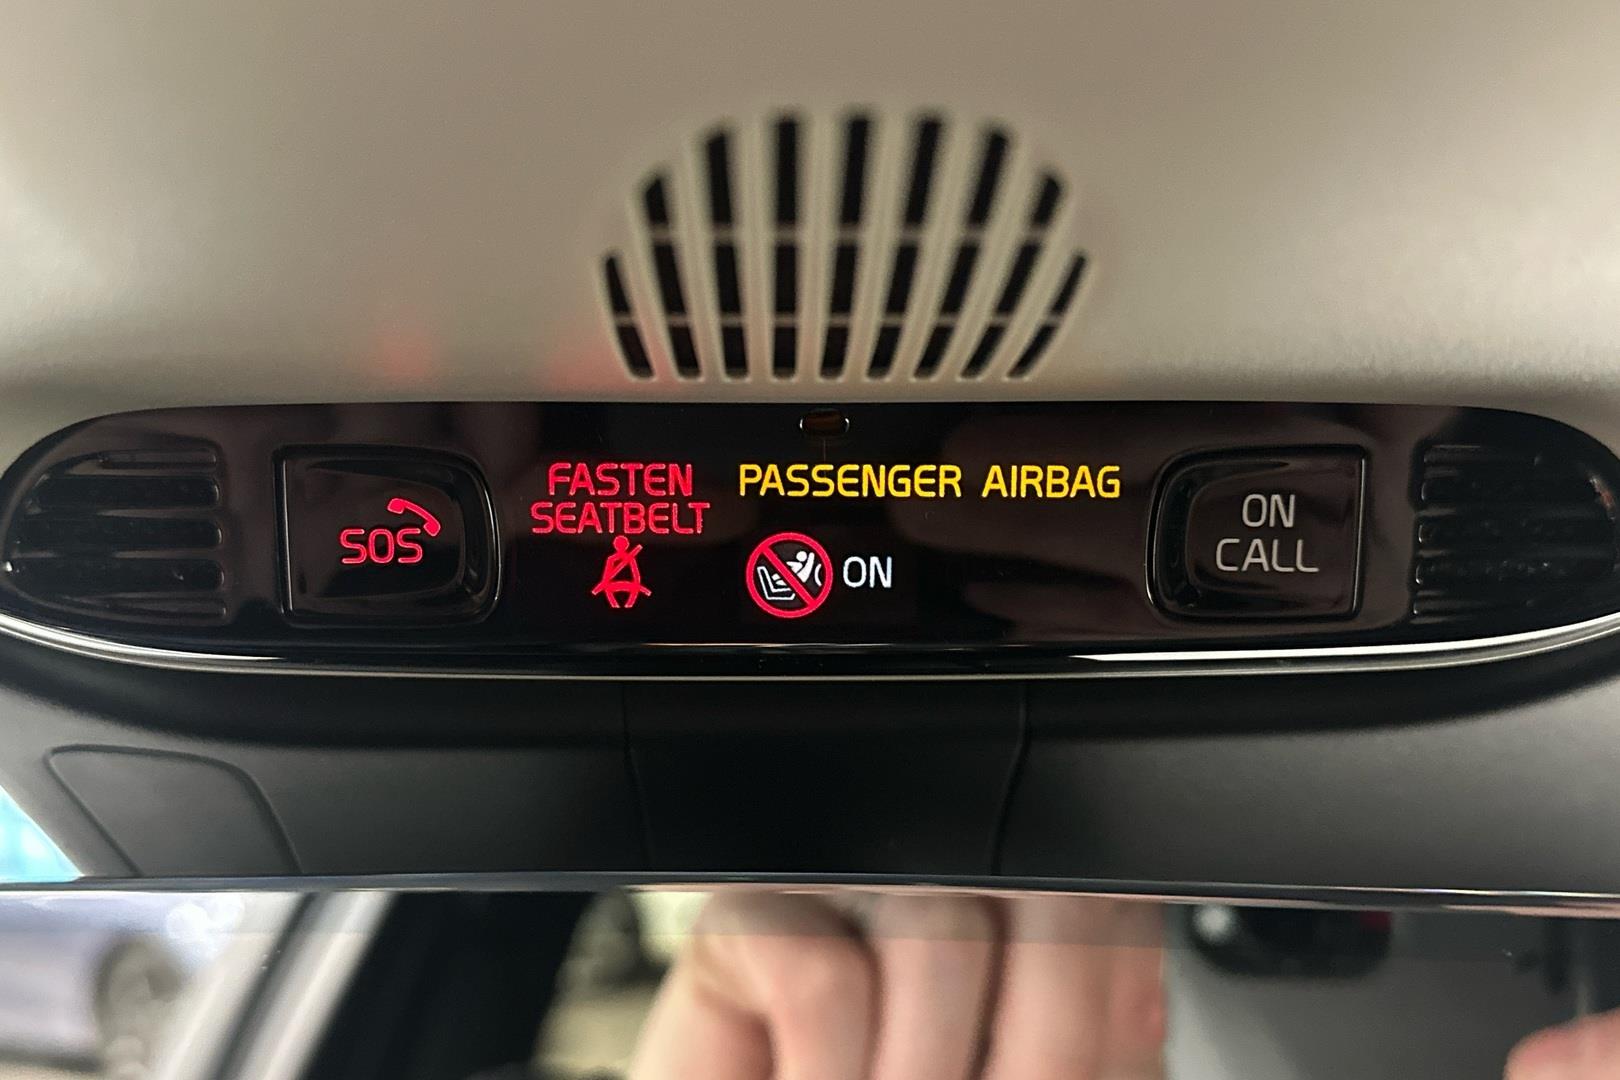 SOS
FASTEN
SEATBELT
PASSENGER AIRBAG
ON
ON
CALL